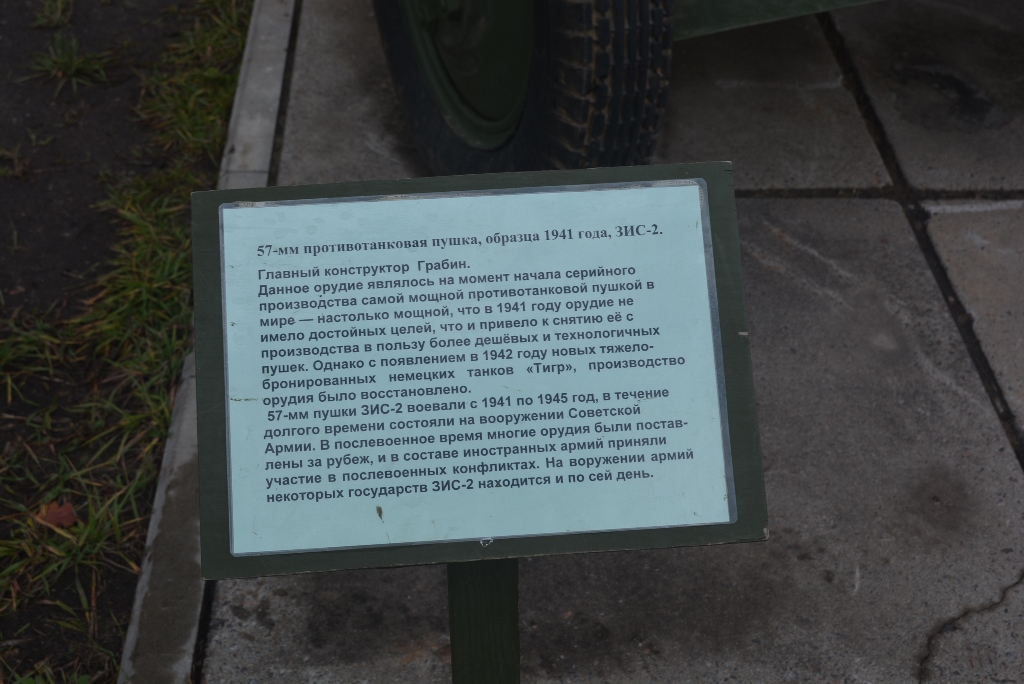 57-мм противотанковая пушка, образца 1941 года, ЗИС-2.
Главный конструктор Грабин.
Данное орудие являлось на момент начала серийного
производства самой мощной противотанковой пушкой в
мире — настолько мощной, что в 1941 году орудие не
имело достойных целей, что и привело к снятию её с
производства в пользу более дешёвых и технологичных
пушек. Однако с появлением в 1942 году новых тяжело-
бронированных немецких танков «Тигр», производство
орудия было восстановлено.
57-мм пушки ЗИС-2 воевали с 1941 по 1945 год, в течение
долгого времени состояли на вооружении Советской
Армии. В послевоенное время многие орудия были постав-
лены за рубеж, и в составе иностранных армий приняли
участие в послевоенных конфликтах. На воружении армий
некоторых государств ЗИС-2 находится и по сей день.